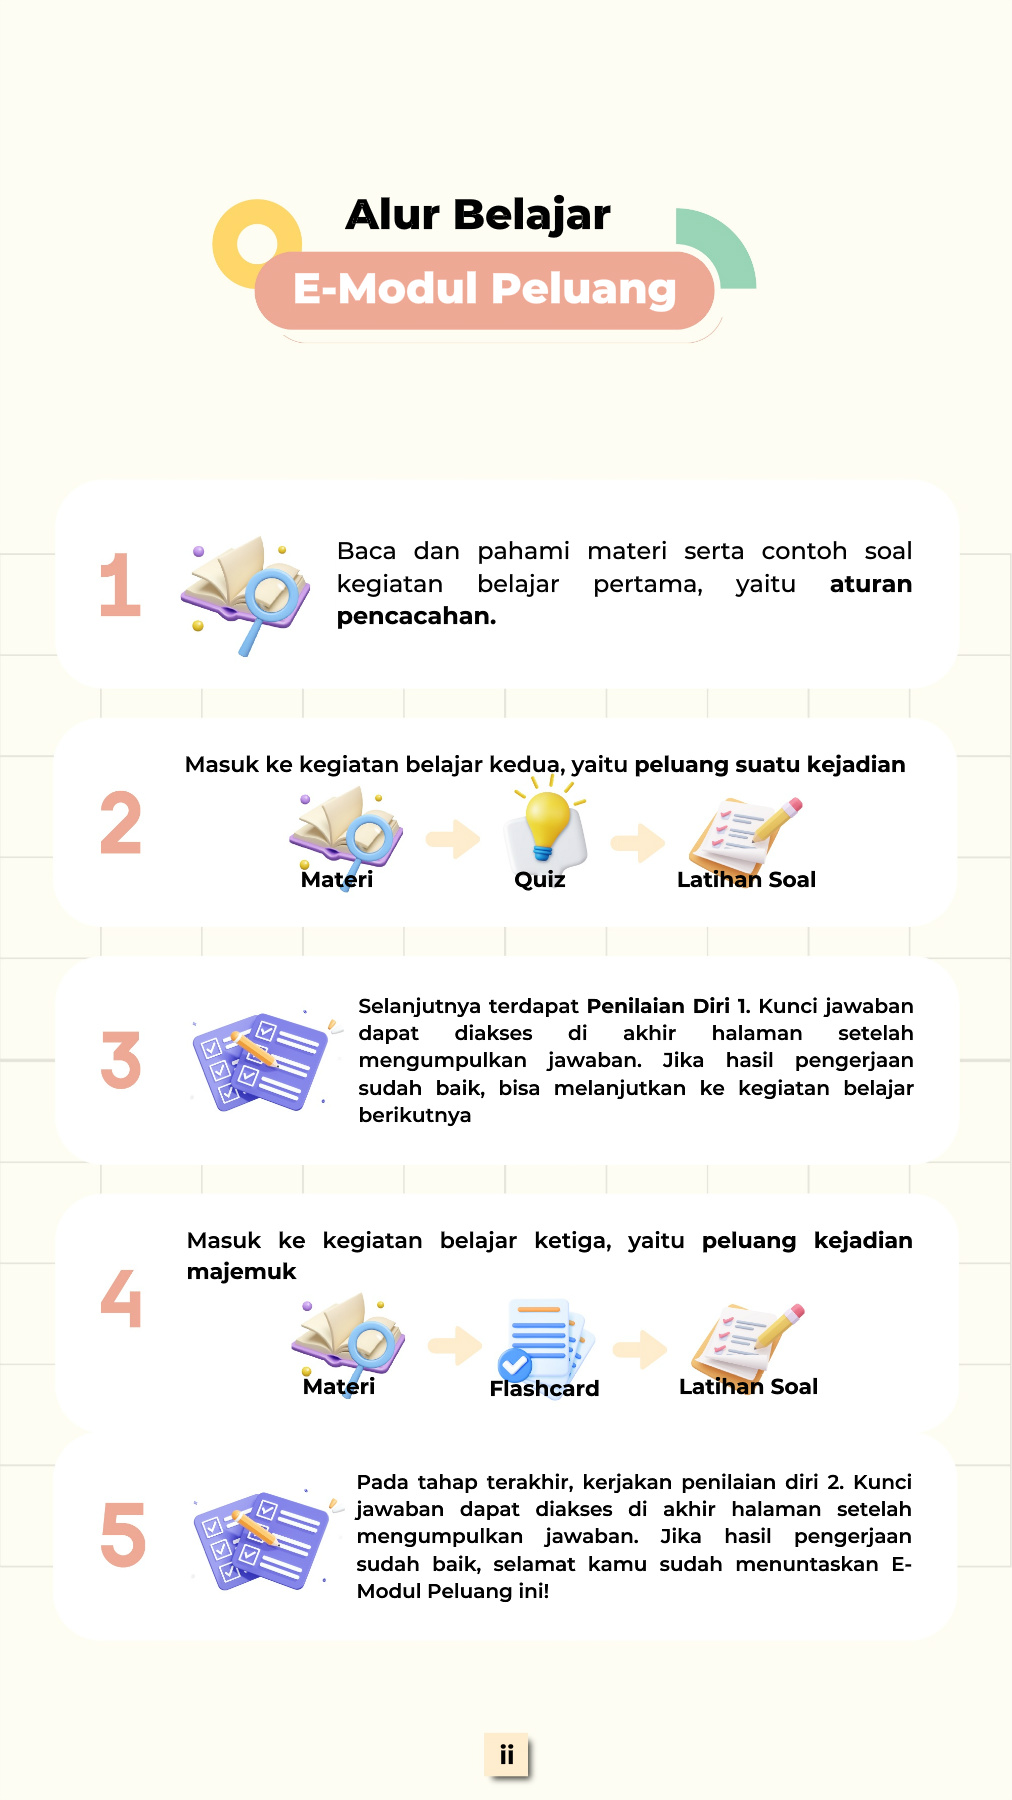 Alur Belajar
E-Modul Peluang
1
Baca dan pahami materi serta contoh soal
kegiatan belajar pertama, yaitu aturan
pencacahan.
2
Masuk ke kegiatan belajar kedua, yaitu peluang suatu kejadian
Materi
Quiz
Latihan Soal
3
Selanjutnya terdapat Penilaian Diri 1. Kunci jawaban
dapat diakses di akhir halaman setelah
mengumpulkan jawaban. Jika hasil pengerjaan
sudah baik, bisa melanjutkan ke kegiatan belajar
berikutnya
4
Masuk ke kegiatan belajar ketiga, yaitu peluang kejadian
majemuk
Materi
Flashcard
Latihan Soal
5
Pada tahap terakhir, kerjakan penilaian diri 2. Kunci
jawaban dapat diakses di akhir halaman setelah
mengumpulkan jawaban. Jika hasil pengerjaan
sudah baik, selamat kamu sudah menuntaskan E-
Modul Peluang ini!
ii